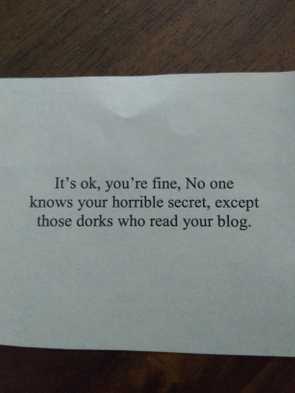 It's ok, you're fine, No one
knows your horrible secret, except
those dorks who read your blog.